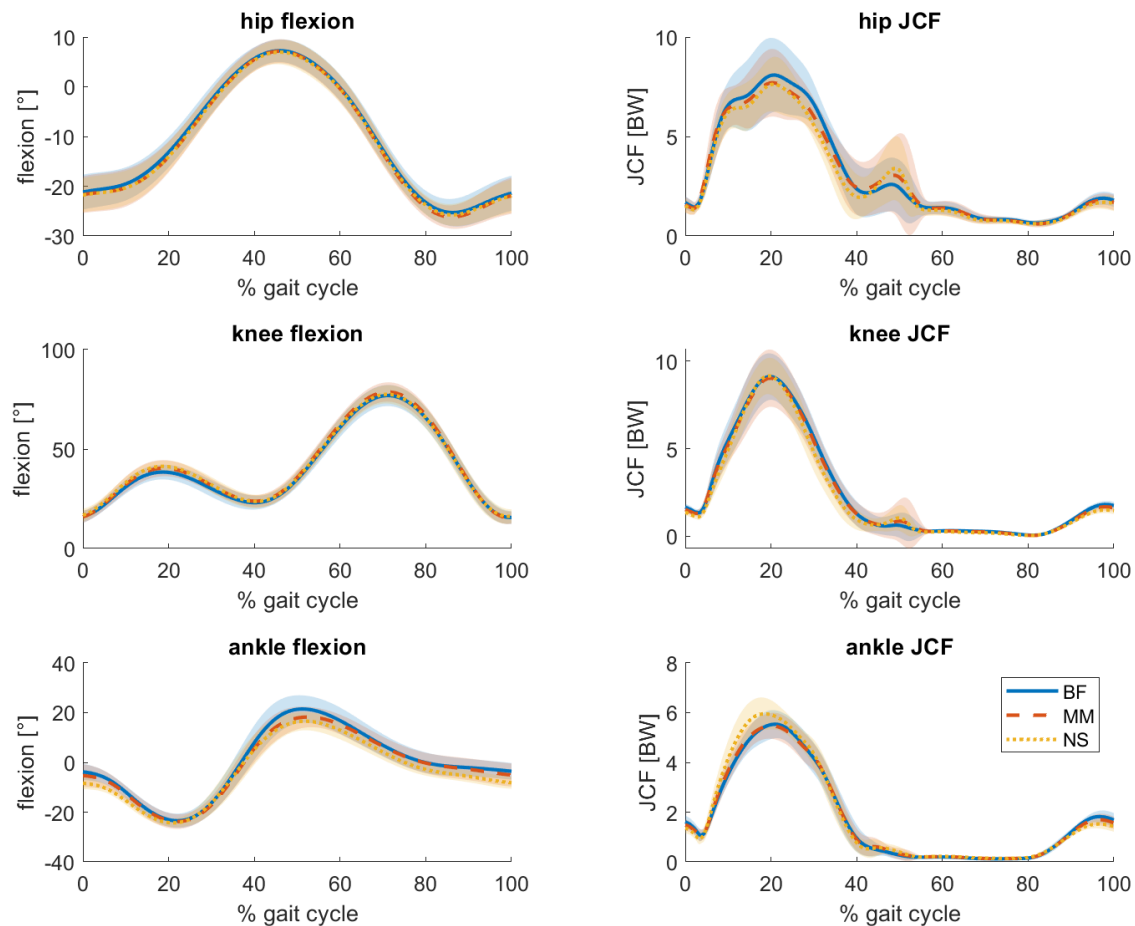 hip flexion
10
0
-10
-20
-30
flexion [°]
0 20 40 60 80 100
% gait cycle
hip JCF
10
5
0
JCF [BW]
0 20 40 60 80 100
% gait cycle
knee flexion
100
50
0
flexion [°]
0 20 40 60 80 100
% gait cycle
knee JCF
10
5
0
JCF [BW]
0 20 40 60 80 100
% gait cycle
ankle flexion
40
20
0
-20
-40
flexion [°]
0 20 40 60 80 100
% gait cycle
ankle JCF
8
6
4
2
0
JCF [BW]
BF
MM
NS
0 20 40 60 80 100
% gait cycle